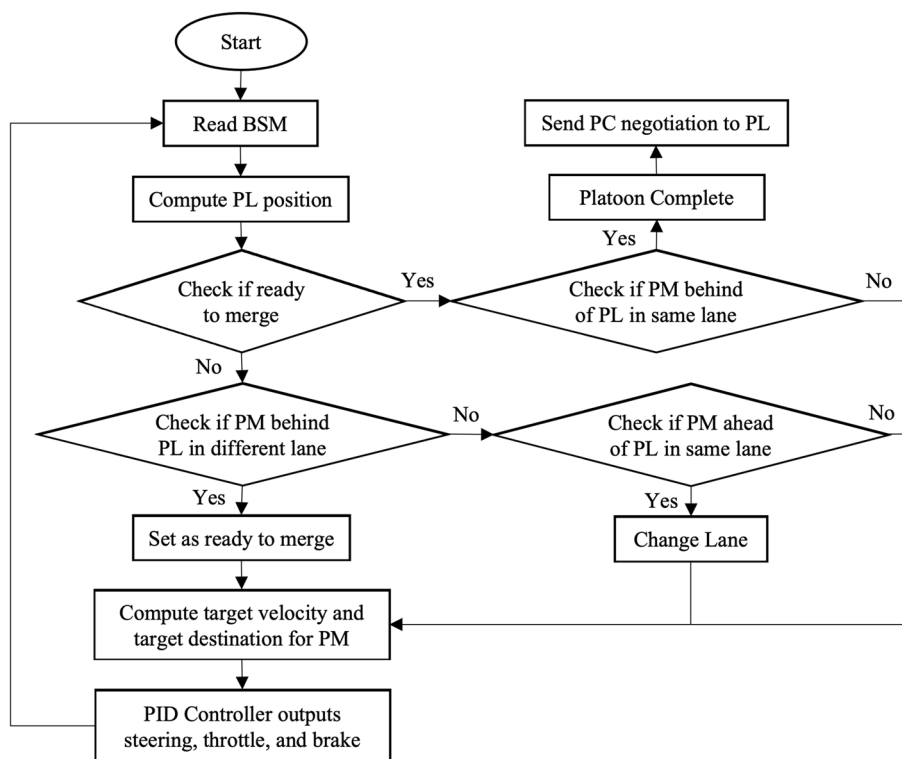 Start
Read BSM
Send PC negotiation to PL
Compute PL position
Platoon Complete
Yes
Check if ready
to merge
Yes
Check if PM behind
of PL in same lane
No
No
Check if PM behind
PL in different lane
No
Check if PM ahead
of PL in same lane
No
Yes
Yes
Set as ready to merge
Change Lane
Compute target velocity and
target destination for PM
PID Controller outputs
steering, throttle, and brake